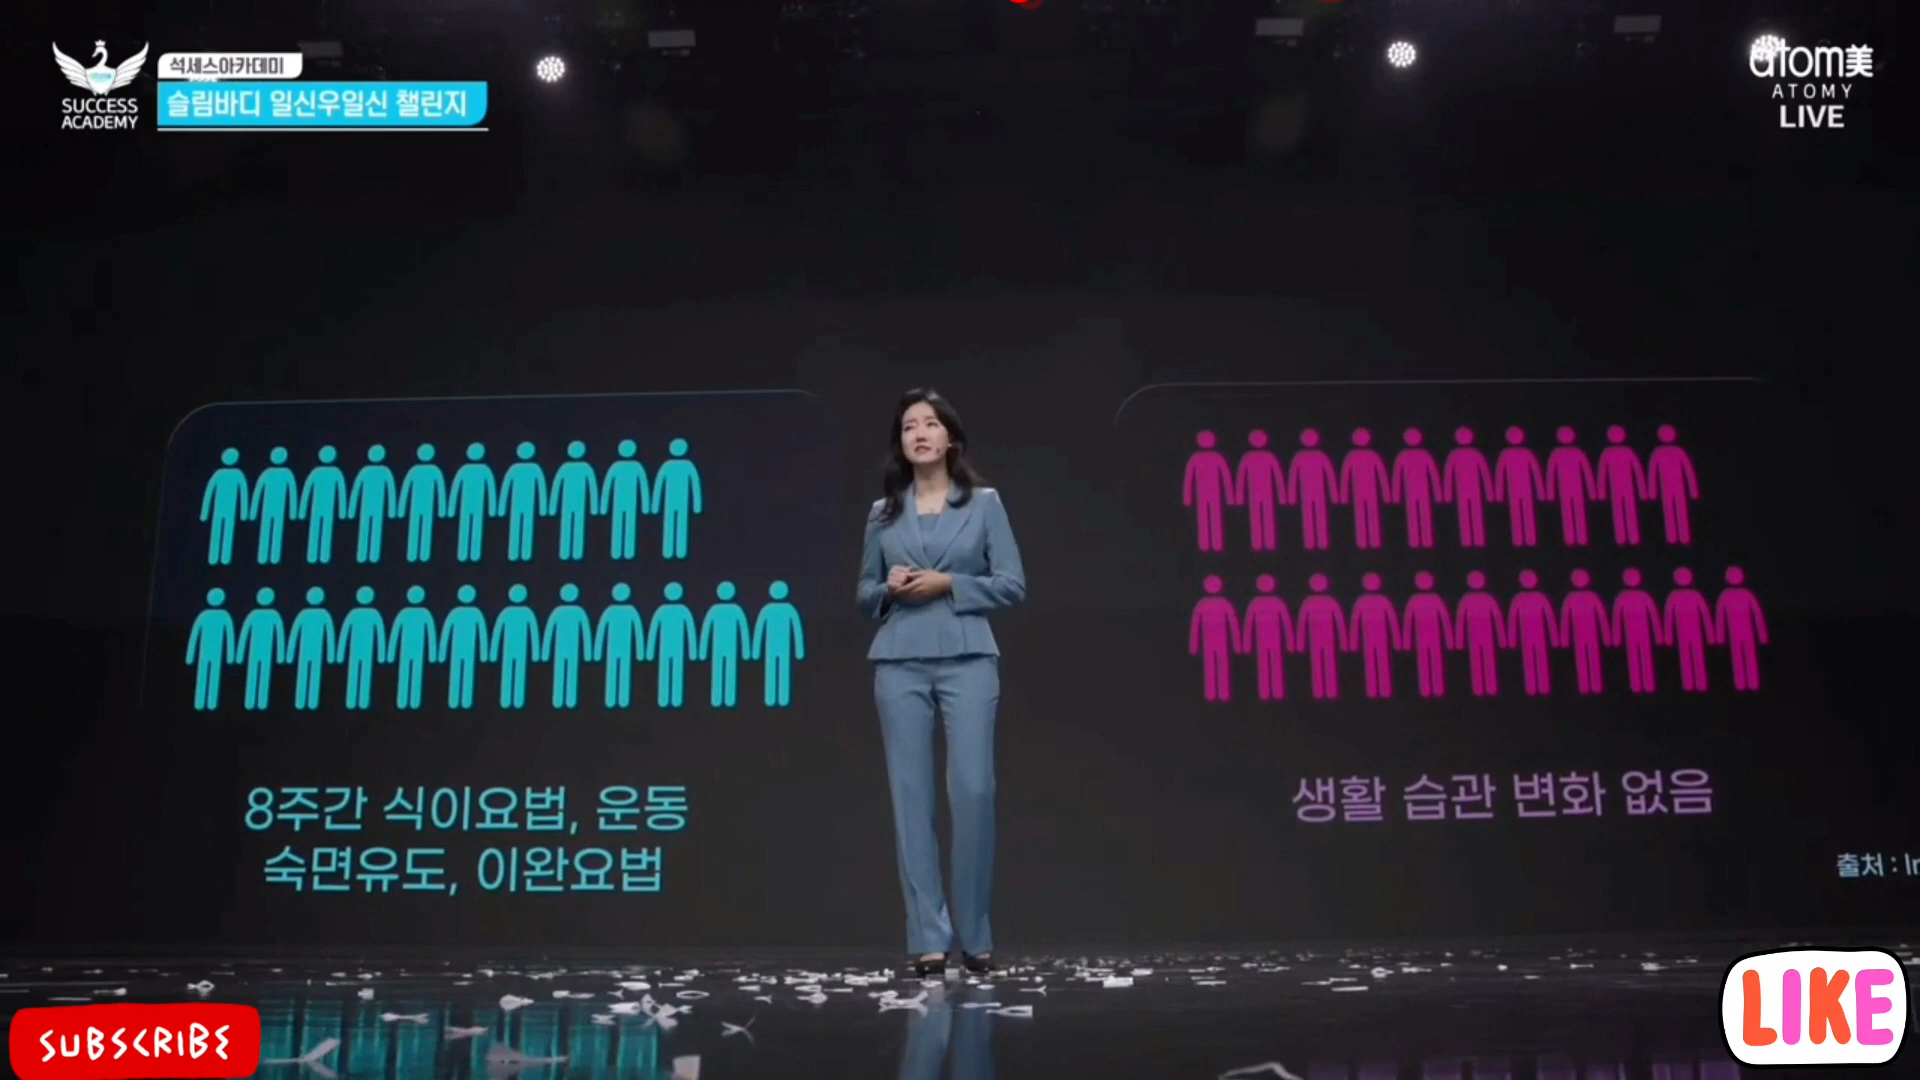 SUCCESS
ACADEMY
석세스아카데미
슬림바디 일신우일신 챌린지
atom美
ATOMY
LIVE
8주간 식이요법, 운동
숙면유도, 이완요법
생활 습관 변화 없음
출처 :
SUBSCRIBE
LIKE